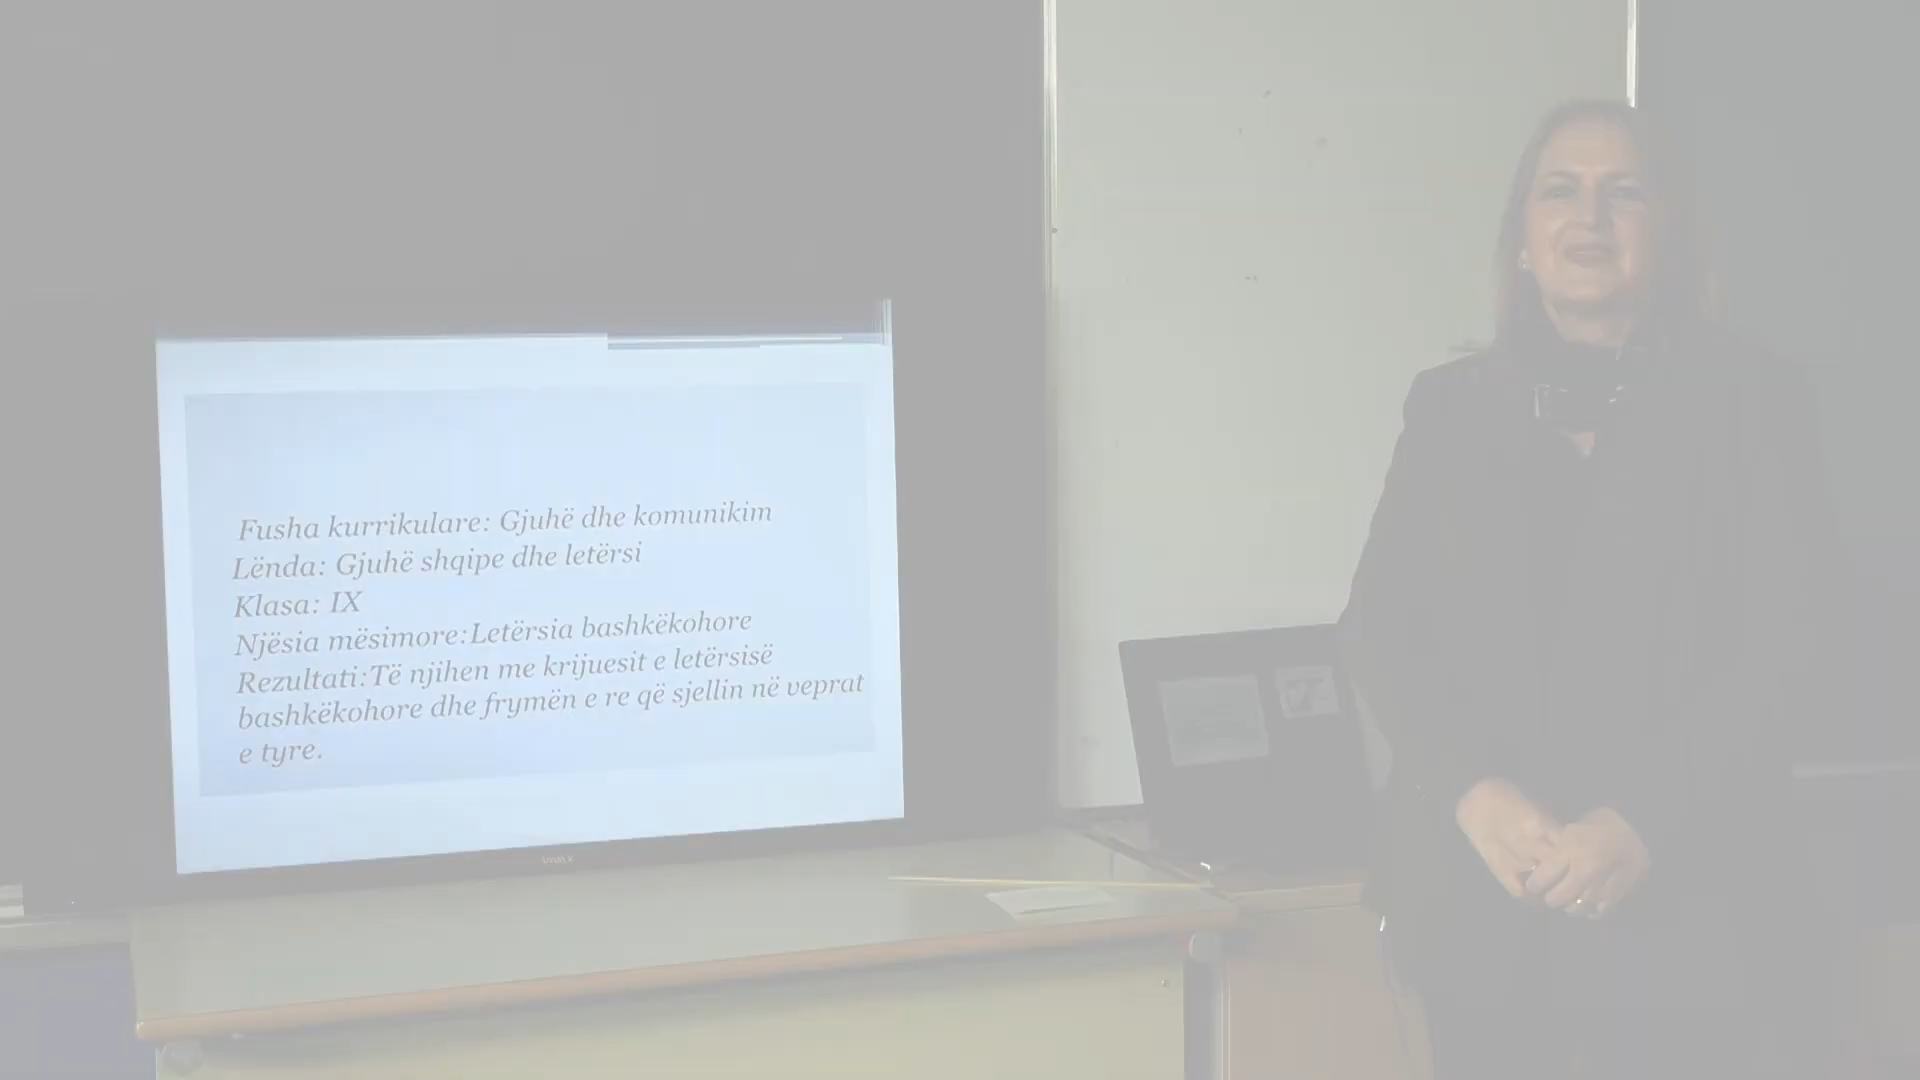 Fusha kurrikulare: Gjuhë dhe komunikim
Lënda: Gjuhë shqipe dhe letërsi
Klasa: IX
Njësia mësimore:Letërsia bashkëkohore
Rezultati:Të njihen me krijuesit e letërsisë
bashkëkohore dhe frymën e re që sjellin në veprat
e tyre.